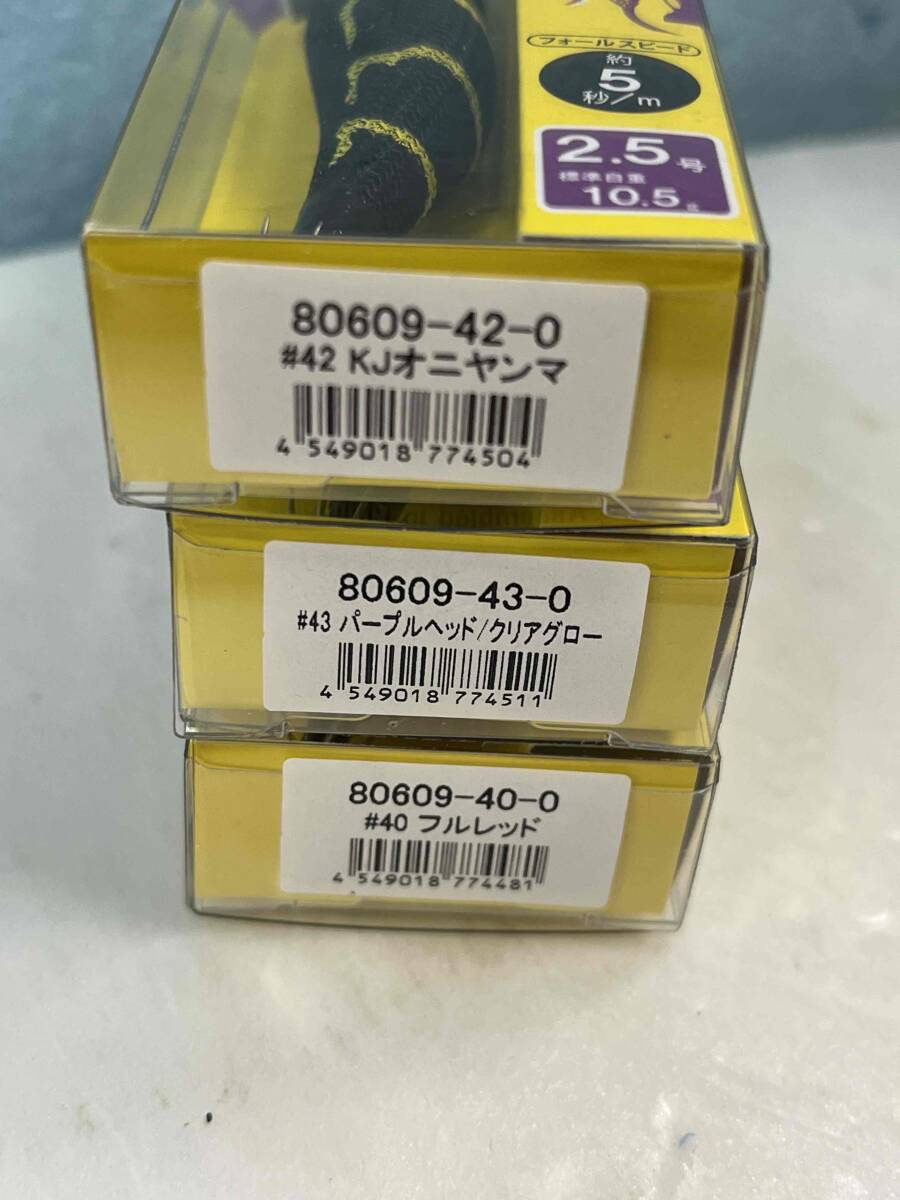 フォールスピード
約
5
秒/m
2.5号
標準自重
10.5g
80609-42-0
#42 KJオニヤンマ
4 549018 774504
80609-43-0
#43 パープルヘッド/クリアグロー
4 549018 774511
80609-40-0
#40 フルレッド
4 549018 774481